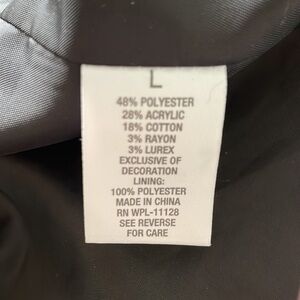 L
48% POLYESTER
28% ACRYLIC
18% COTTON
3% RAYON
3% LUREX
EXCLUSIVE OF
DECORATION
LINING:
100% POLYESTER
MADE IN CHINA
RN WPL-11128
SEE REVERSE
FOR CARE